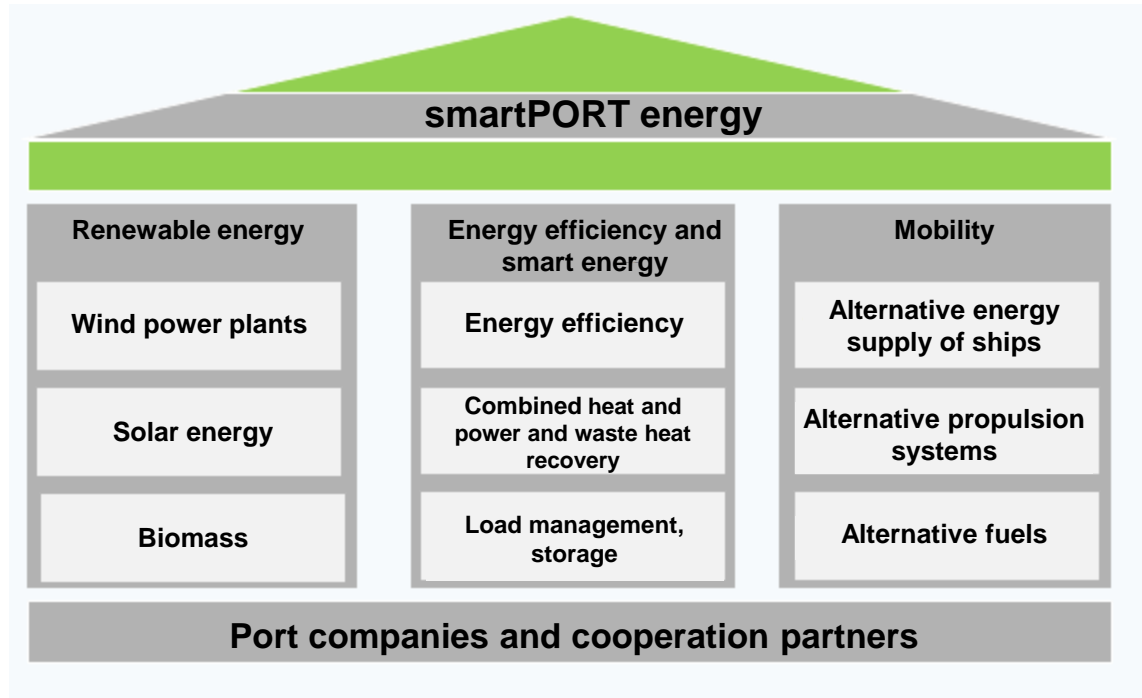 smartPORT energy
Renewable energy
Wind power plants
Solar energy
Biomass
Energy efficiency and
smart energy
Energy efficiency
Combined heat and
power and waste heat
recovery
Load management,
storage
Mobility
Alternative energy
supply of ships
Alternative propulsion
systems
Alternative fuels
Port companies and cooperation partners